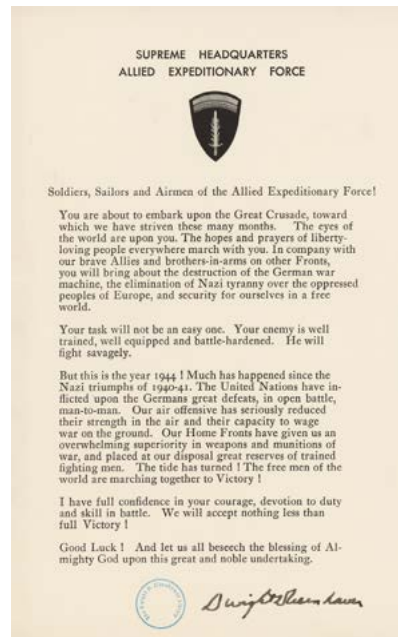 SUPREME HEADQUARTERS
ALLIED EXPEDITIONARY FORCE
Soldiers, Sailors and Airmen of the Allied Expeditionary Force!
You are about to embark upon the Great Crusade, toward
which we have striven these many months. The eyes of
the world are upon you. The hopes and prayers of liberty-
loving people everywhere march with you. In company with
our brave Allies and brothers-in-arms on other Fronts,
you will bring about the destruction of the German war
machine, the elimination of Nazi tyranny over the oppressed
peoples of Europe, and security for ourselves in a free
world.
Your task will not be an easy one. Your enemy is well
trained, well equipped and battle-hardened. He will
fight savagely.
But this is the year 1944 ! Much has happened since the
Nazi triumphs of 1940-41. The United Nations have in-
flicted upon the Germans great defeats, in open battle,
man-to-man. Our air offensive has seriously reduced
their strength in the air and their capacity to wage
war on the ground. Our Home Fronts have given us an
overwhelming superiority in weapons and munitions of
war, and placed at our disposal great reserves of trained
fighting men. The tide has turned ! The free men of the
world are marching together to Victory !
I have full confidence in your courage, devotion to duty
and skill in battle. We will accept nothing less than
full Victory !
Good Luck ! And let us all beseech the blessing of Al-
mighty God upon this great and noble undertaking.
Dwight D Eisenhower